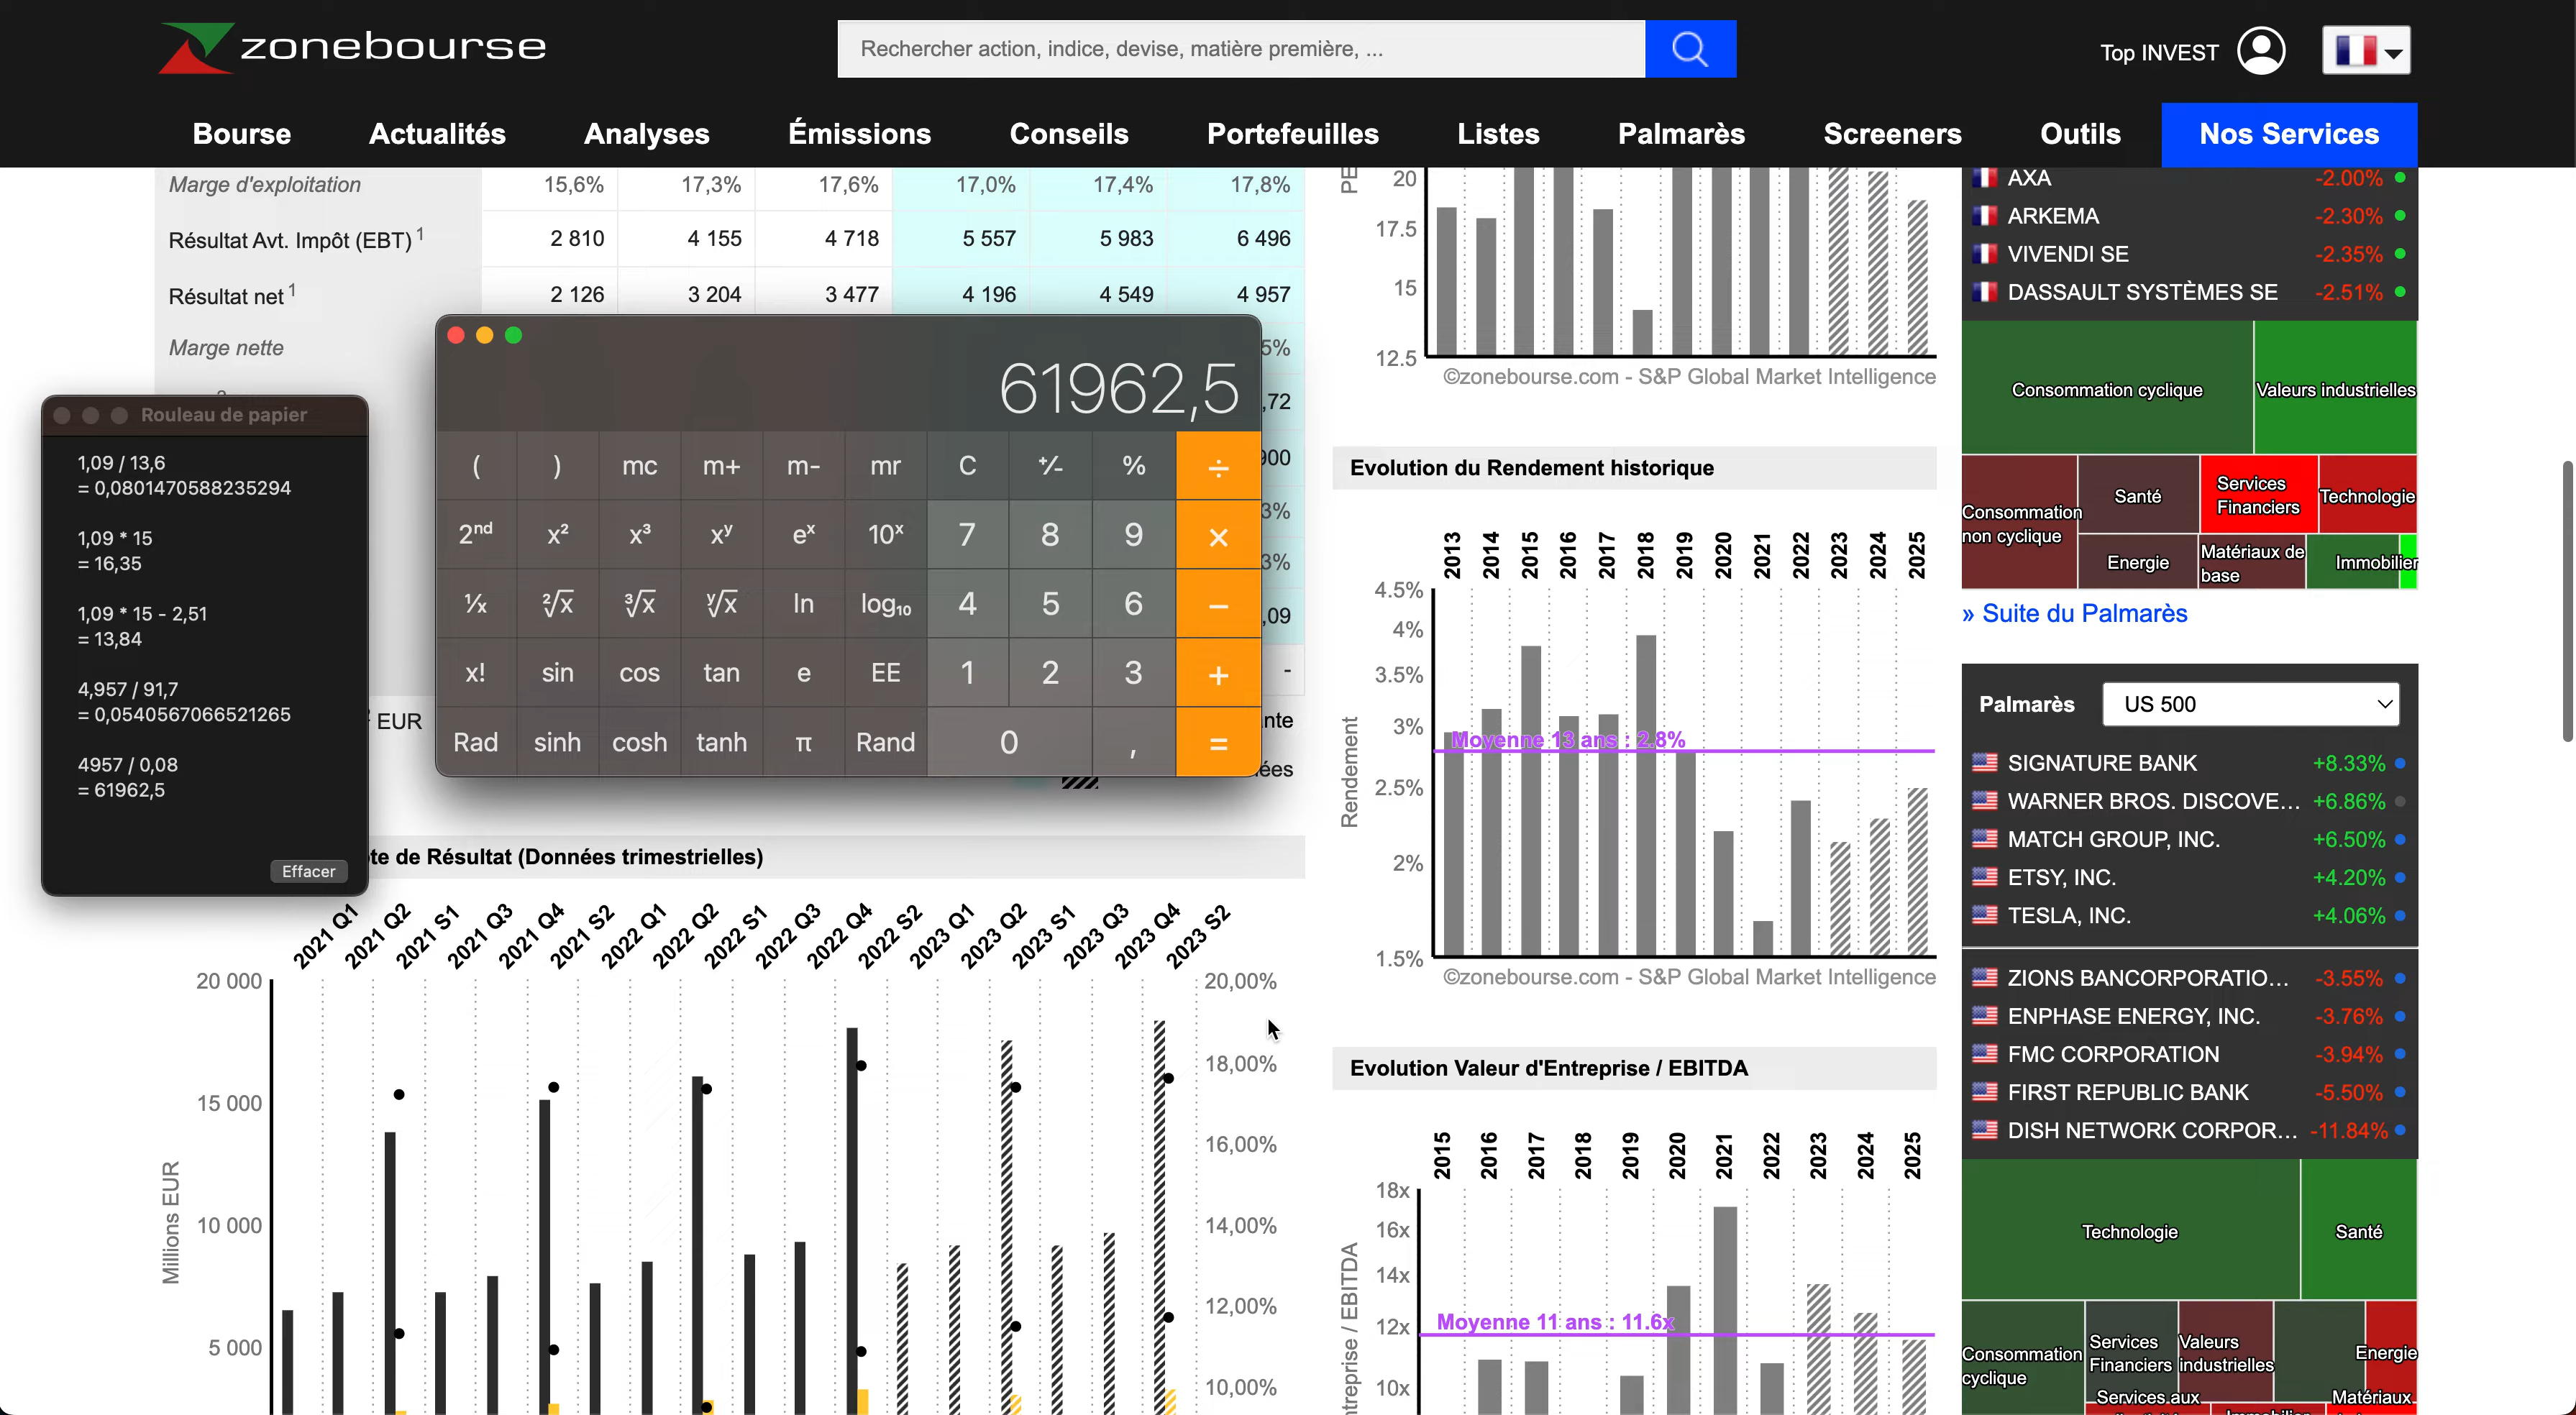 zonebourse
Rechercher action, indice, devise, matière première, ...
Top INVEST
Bourse Actualités Analyses Émissions Conseils Portefeuilles Listes Palmarès Screeners Outils Nos Services
Marge d'exploitation 15,6% 17,3% 17,6% 17,0% 17,4% 17,8%
Résultat Avt. Impôt (EBT) 1 2 810 4 155 4 718 5 557 5 983 6 496
Résultat net 1 2 126 3 204 3 477 4 196 4 549 4 957
Marge nette 5%
,72
900
3%
3%
,09
-
EUR
nte
ées
61962,5
( ) mc m+ m- mr C +/- % ÷
2nd x² x³ xʸ eˣ 10ˣ 7 8 9 ×
¹/x ²√x ³√x ʸ√x ln log₁₀ 4 5 6 −
x! sin cos tan e EE 1 2 3 +
Rad sinh cosh tanh π Rand 0 , =
Rouleau de papier
1,09 / 13,6
= 0,0801470588235294
1,09 * 15
= 16,35
1,09 * 15 - 2,51
= 13,84
4,957 / 91,7
= 0,0540567066521265
4957 / 0,08
= 61962,5
Effacer
te de Résultat (Données trimestrielles)
2021 Q1 2021 Q2 2021 S1 2021 Q3 2021 Q4 2021 S2 2022 Q1 2022 Q2 2022 S1 2022 Q3 2022 Q4 2022 S2 2023 Q1 2023 Q2 2023 S1 2023 Q3 2023 Q4 2023 S2
20 000 20,00%
18,00%
15 000
16,00%
14,00%
10 000
12,00%
5 000
10,00%
Millions EUR
PE
20
17.5
15
12.5
©zonebourse.com - S&P Global Market Intelligence
Evolution du Rendement historique
2013 2014 2015 2016 2017 2018 2019 2020 2021 2022 2023 2024 2025
4.5%
4%
3.5%
3%
Moyenne 13 ans : 2.8%
2.5%
2%
1.5%
Rendement
©zonebourse.com - S&P Global Market Intelligence
Evolution Valeur d'Entreprise / EBITDA
2015 2016 2017 2018 2019 2020 2021 2022 2023 2024 2025
18x
16x
14x
12x
Moyenne 11 ans : 11.6x
10x
ntreprise / EBITDA
AXA -2.00%
ARKEMA -2.30%
VIVENDI SE -2.35%
DASSAULT SYSTÈMES SE -2.51%
Consommation cyclique
Valeurs industrielles
Consommation
non cyclique
Santé
Services
Financiers
Technologie
Energie
Matériaux de
base
Immobilier
» Suite du Palmarès
Palmarès US 500
SIGNATURE BANK +8.33%
WARNER BROS. DISCOVE... +6.86%
MATCH GROUP, INC. +6.50%
ETSY, INC. +4.20%
TESLA, INC. +4.06%
ZIONS BANCORPORATIO... -3.55%
ENPHASE ENERGY, INC. -3.76%
FMC CORPORATION -3.94%
FIRST REPUBLIC BANK -5.50%
DISH NETWORK CORPOR... -11.84%
Technologie
Santé
Consommation
cyclique
Services
Financiers
Valeurs
industrielles
Energie
Services aux
Matériaux